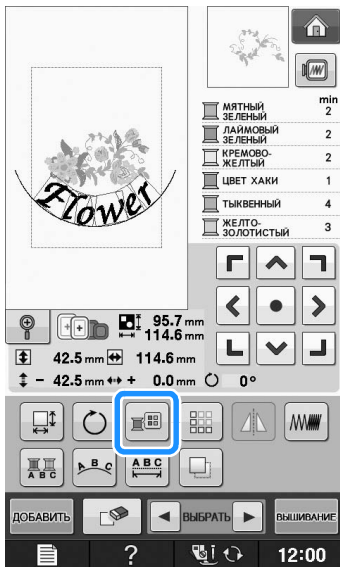 min
МЯТНЫЙ
ЗЕЛЕНЫЙ 2
ЛАЙМОВЫЙ
ЗЕЛЕНЫЙ 2
КРЕМОВО-
ЖЕЛТЫЙ 2
ЦВЕТ ХАКИ 1
ТЫКВЕННЫЙ 4
ЖЕЛТО-
ЗОЛОТИСТЫЙ 3
Flower
95.7 mm
114.6 mm
42.5 mm 114.6 mm
- 42.5 mm + 0.0 mm 0°
A B C
A B C
A B C
ДОБАВИТЬ ВЫБРАТЬ ВЫШИВАНИЕ
? 12:00